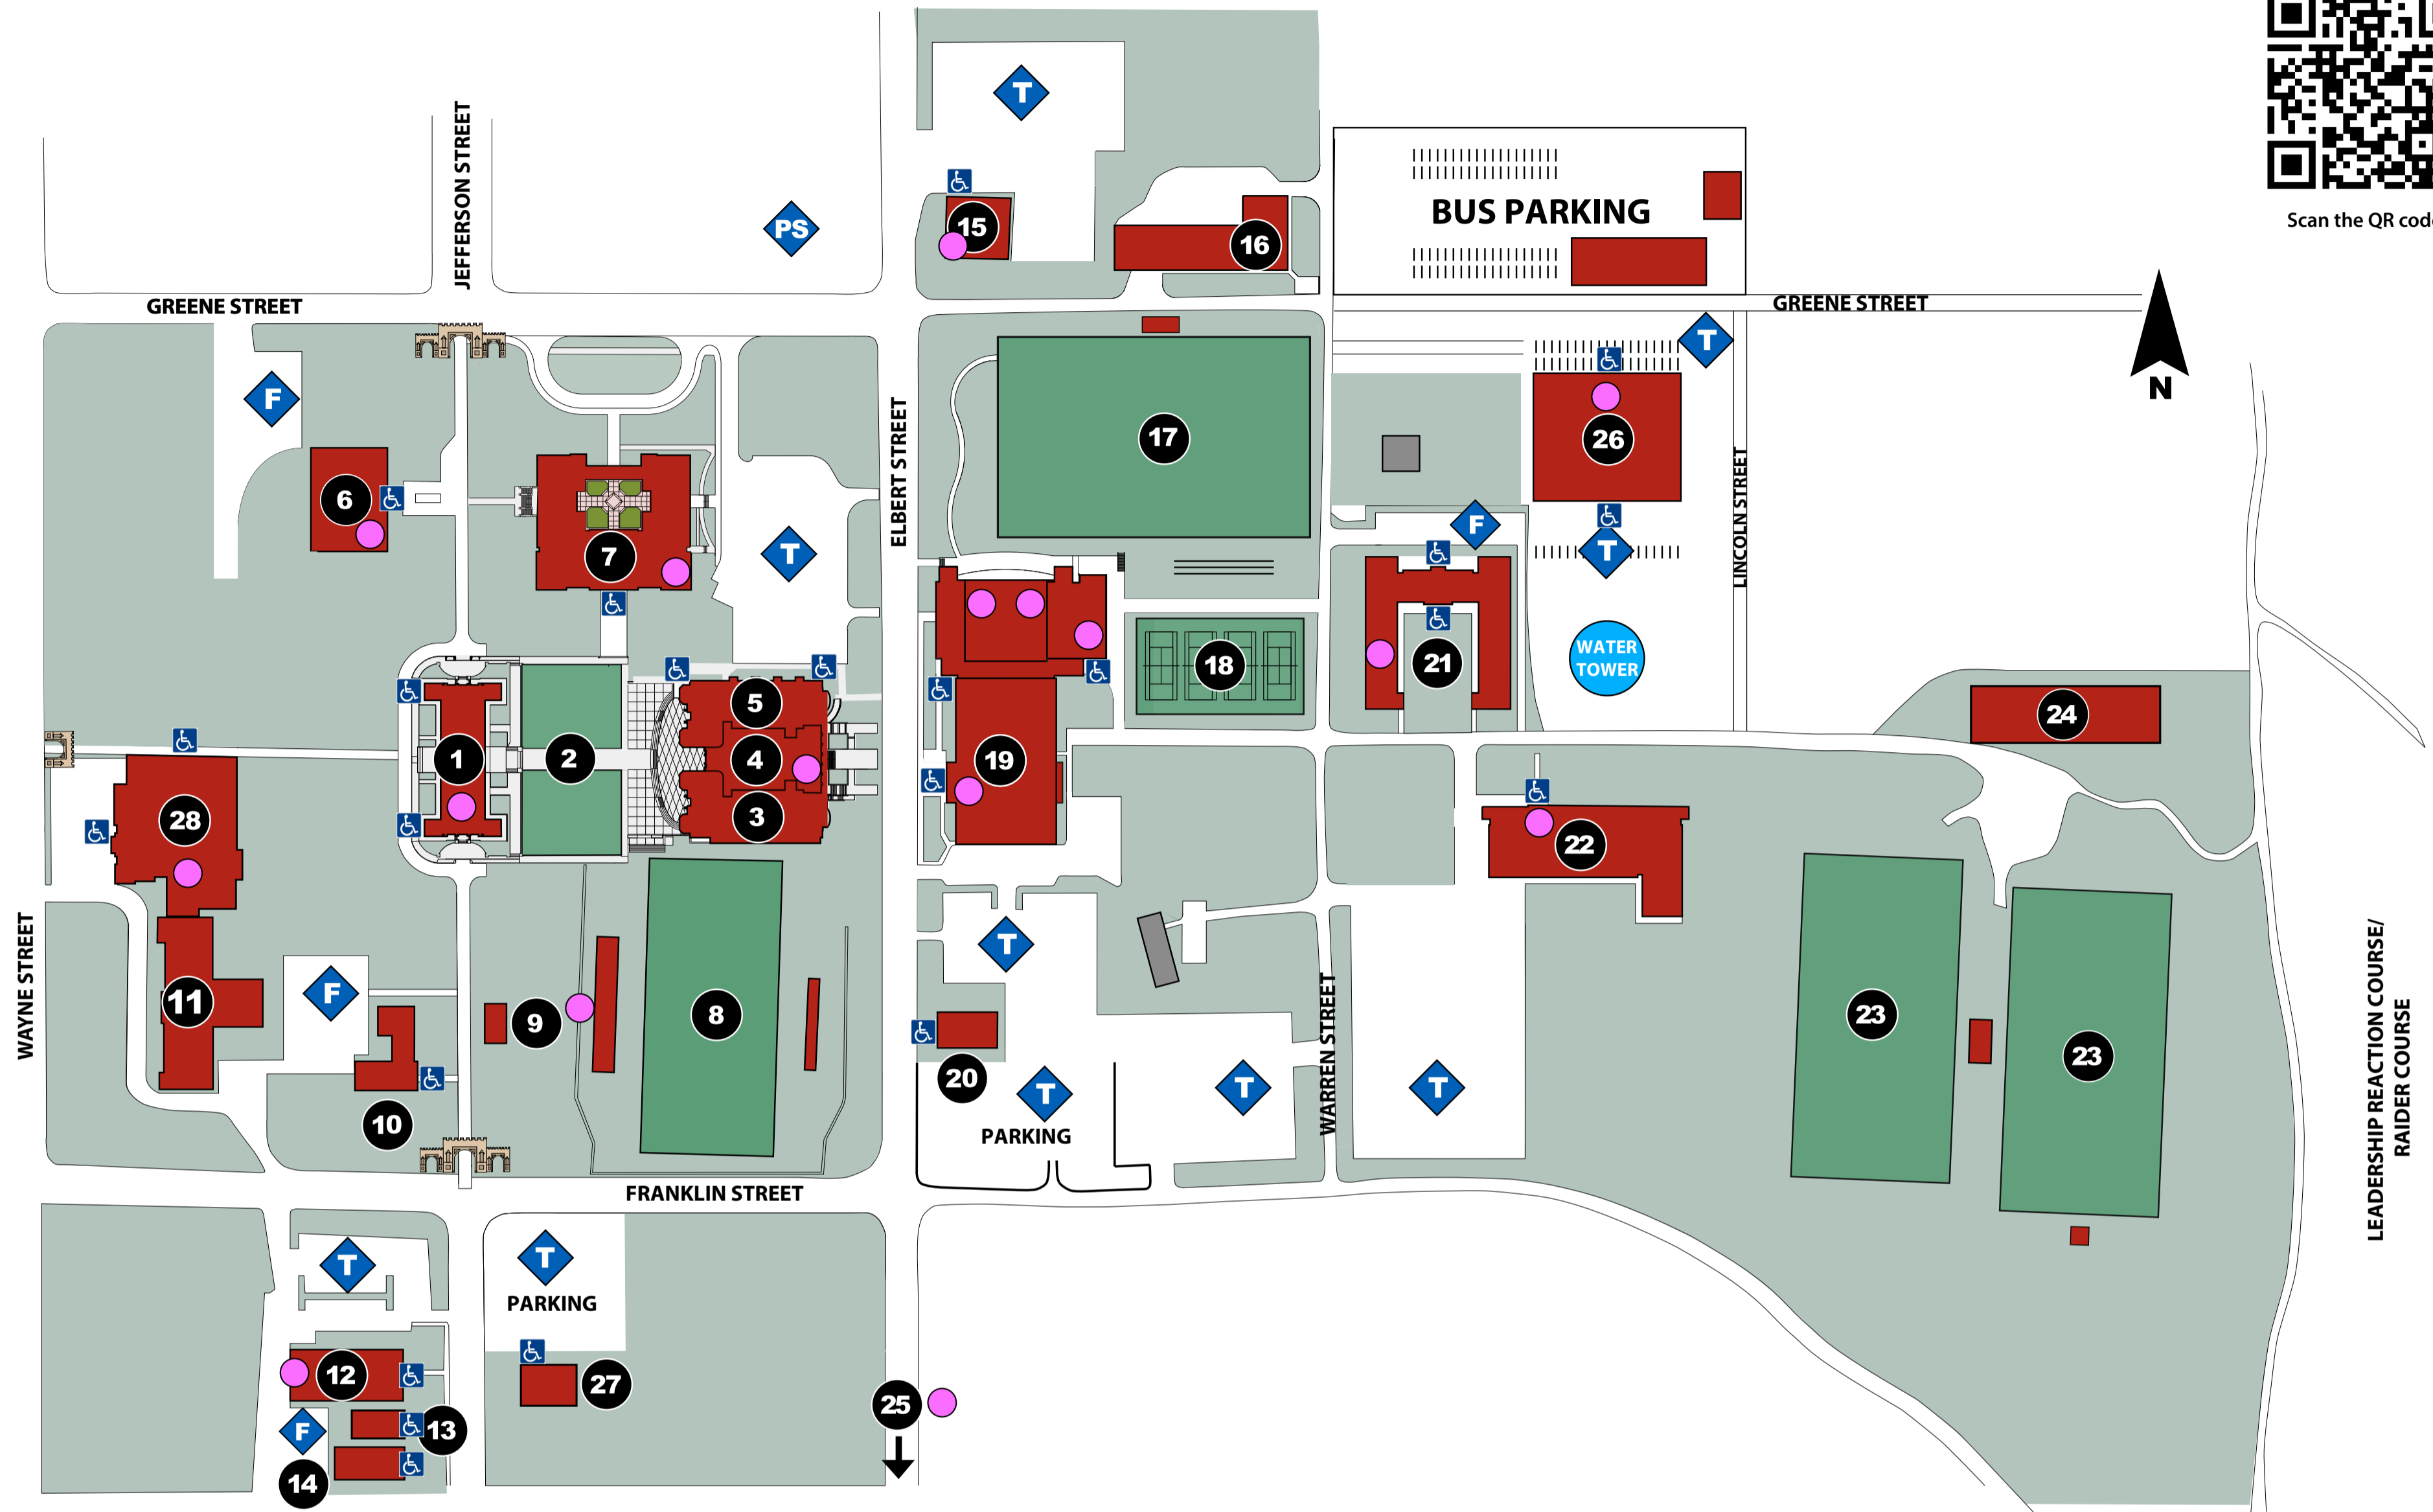 Scan the QR code
T
JEFFERSON STREET
PS
15
16
BUS PARKING
GREENE STREET
GREENE STREET
N
T
F
ELBERT STREET
17
26
6
7
T
F
T
LINCOLN STREET
18
21
WATER
TOWER
5
24
1
2
4
19
3
28
22
WAYNE STREET
11
F
9
8
T
23
23
LEADERSHIP REACTION COURSE/
RAIDER COURSE
20
T
PARKING
T
WARREN STREET
T
10
FRANKLIN STREET
T
T
PARKING
12
27
25
F
13
14